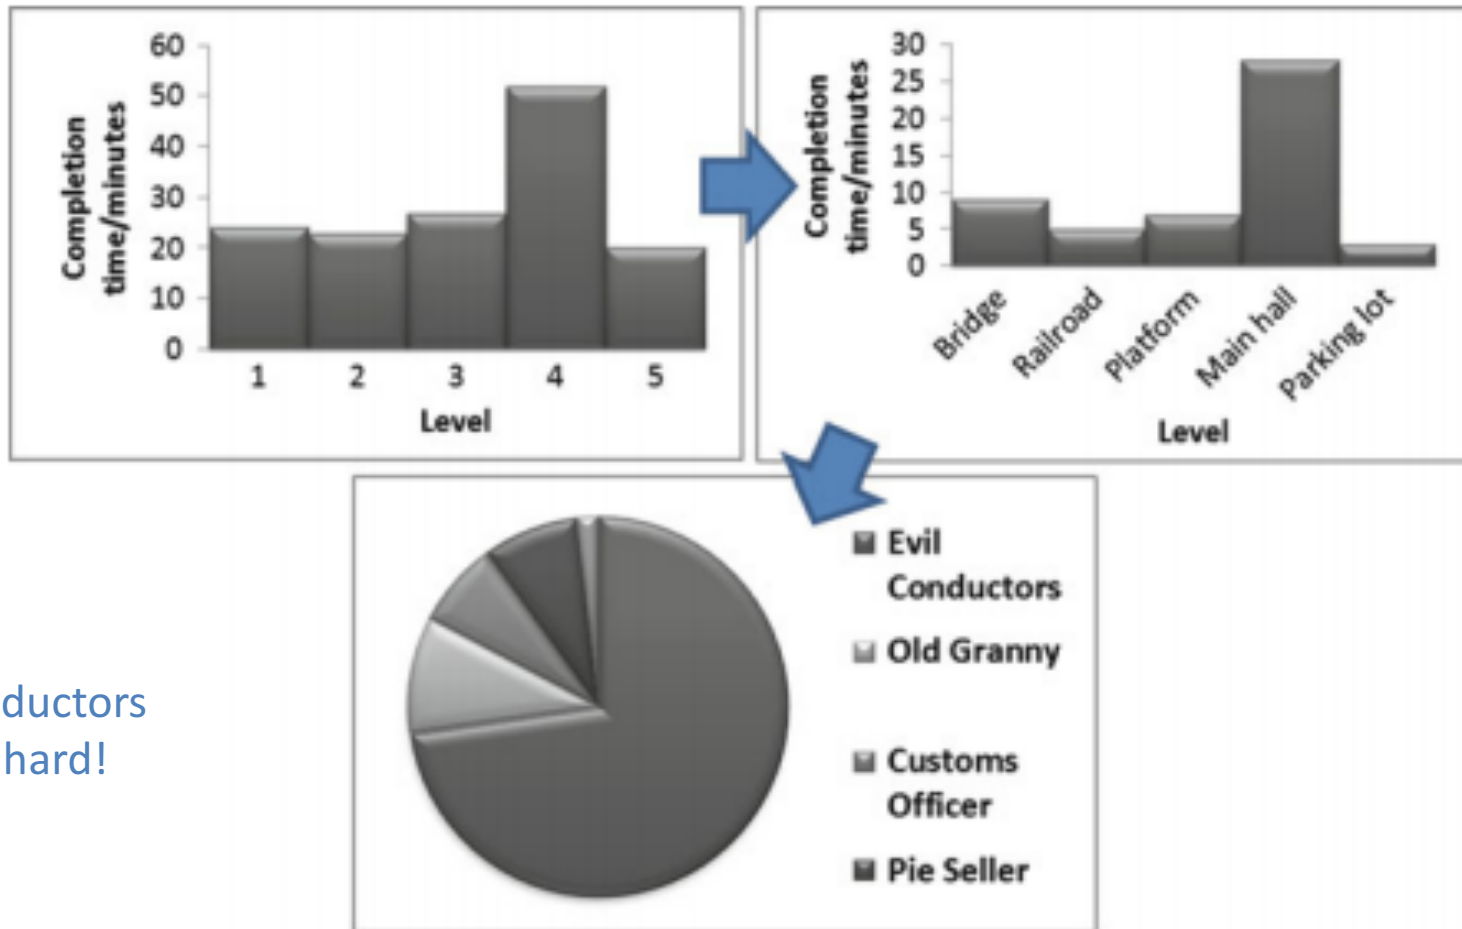 Completion
time/minutes
60
50
40
30
20
10
0
1 2 3 4 5
Level
Completion
time/minutes
30
25
20
15
10
5
0
Bridge
Railroad
Platform
Main hall
Parking lot
Level
ductors
hard!
Evil
Conductors
Old Granny
Customs
Officer
Pie Seller